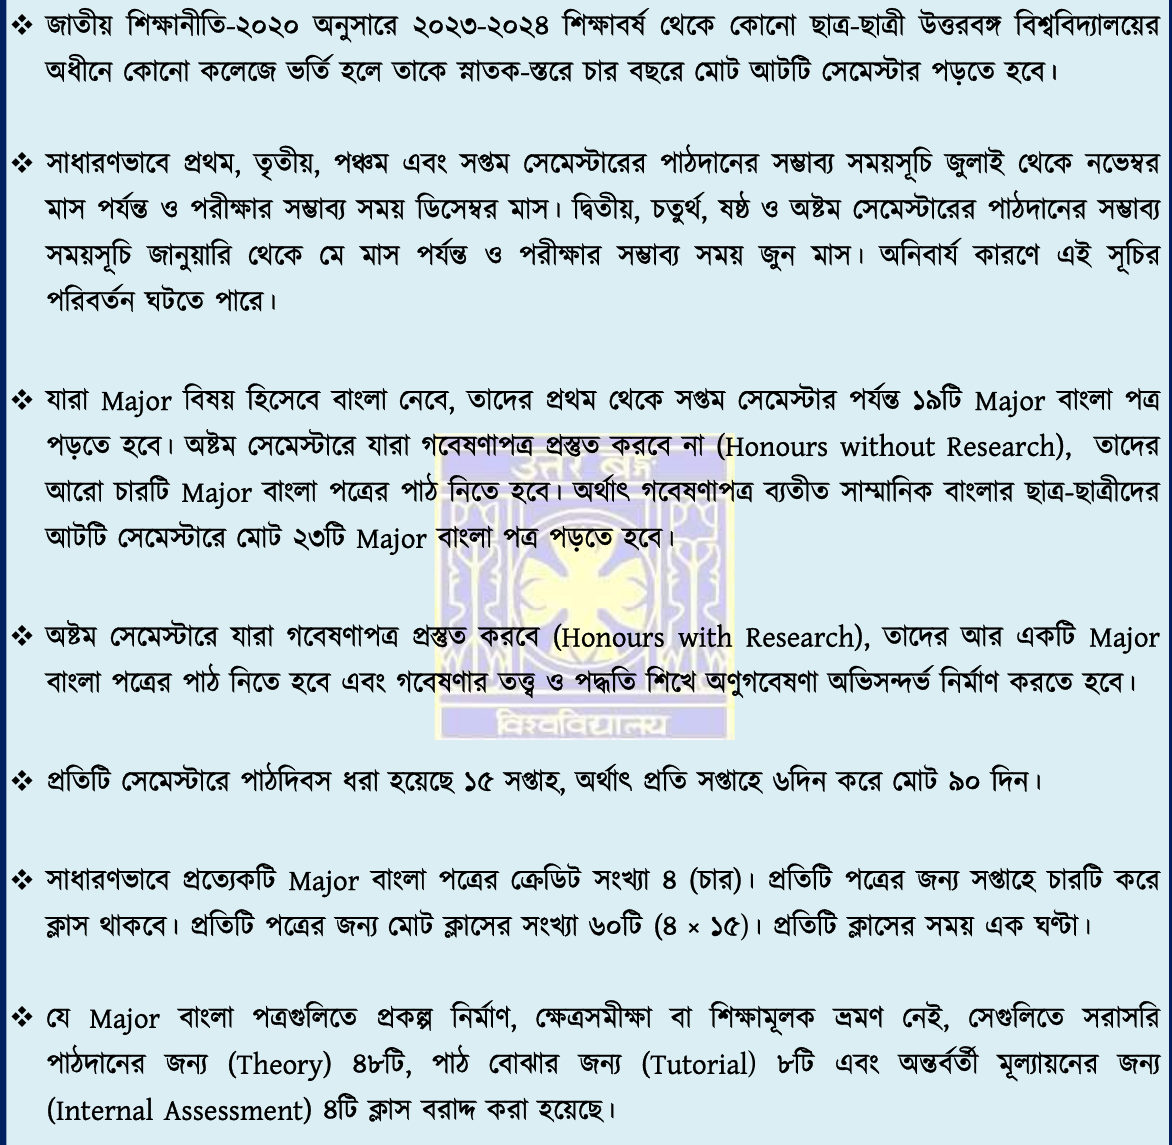 ❖ জাতীয় শিক্ষানীতি-২০২০ অনুসারে ২০২৩-২০২৪ শিক্ষাবর্ষ থেকে কোনো ছাত্র-ছাত্রী উত্তরবঙ্গ বিশ্ববিদ্যালয়ের
অধীনে কোনো কলেজে ভর্তি হলে তাকে স্নাতক-স্তরে চার বছরে মোট আটটি সেমেস্টার পড়তে হবে।
❖ সাধারণভাবে প্রথম, তৃতীয়, পঞ্চম এবং সপ্তম সেমেস্টারের পাঠদানের সম্ভাব্য সময়সূচি জুলাই থেকে নভেম্বর
মাস পর্যন্ত ও পরীক্ষার সম্ভাব্য সময় ডিসেম্বর মাস। দ্বিতীয়, চতুর্থ, ষষ্ঠ ও অষ্টম সেমেস্টারের পাঠদানের সম্ভাব্য
সময়সূচি জানুয়ারি থেকে মে মাস পর্যন্ত ও পরীক্ষার সম্ভাব্য সময় জুন মাস। অনিবার্য কারণে এই সূচির
পরিবর্তন ঘটতে পারে।
❖ যারা Major বিষয় হিসেবে বাংলা নেবে, তাদের প্রথম থেকে সপ্তম সেমেস্টার পর্যন্ত ১৯টি Major বাংলা পত্র
পড়তে হবে। অষ্টম সেমেস্টারে যারা গবেষণাপত্র প্রস্তুত করবে না (Honours without Research), তাদের
আরো চারটি Major বাংলা পত্রের পাঠ নিতে হবে। অর্থাৎ গবেষণাপত্র ব্যতীত সাম্মানিক বাংলার ছাত্র-ছাত্রীদের
আটটি সেমেস্টারে মোট ২৩টি Major বাংলা পত্র পড়তে হবে।
উত্তর বঙ্গ
❖ অষ্টম সেমেস্টারে যারা গবেষণাপত্র প্রস্তুত করবে (Honours with Research), তাদের আর একটি Major
বাংলা পত্রের পাঠ নিতে হবে এবং গবেষণার তত্ত্ব ও পদ্ধতি শিখে অণুগবেষণা অভিসন্দর্ভ নির্মাণ করতে হবে।
विश्वविद्यालय
❖ প্রতিটি সেমেস্টারে পাঠদিবস ধরা হয়েছে ১৫ সপ্তাহ, অর্থাৎ প্রতি সপ্তাহে ৬দিন করে মোট ৯০ দিন।
❖ সাধারণভাবে প্রত্যেকটি Major বাংলা পত্রের ক্রেডিট সংখ্যা ৪ (চার)। প্রতিটি পত্রের জন্য সপ্তাহে চারটি করে
ক্লাস থাকবে। প্রতিটি পত্রের জন্য মোট ক্লাসের সংখ্যা ৬০টি (৪ × ১৫)। প্রতিটি ক্লাসের সময় এক ঘণ্টা।
❖ যে Major বাংলা পত্রগুলিতে প্রকল্প নির্মাণ, ক্ষেত্রসমীক্ষা বা শিক্ষামূলক ভ্রমণ নেই, সেগুলিতে সরাসরি
পাঠদানের জন্য (Theory) ৪৮টি, পাঠ বোঝার জন্য (Tutorial) ৮টি এবং অন্তর্বর্তী মূল্যায়নের জন্য
(Internal Assessment) ৪টি ক্লাস বরাদ্দ করা হয়েছে।